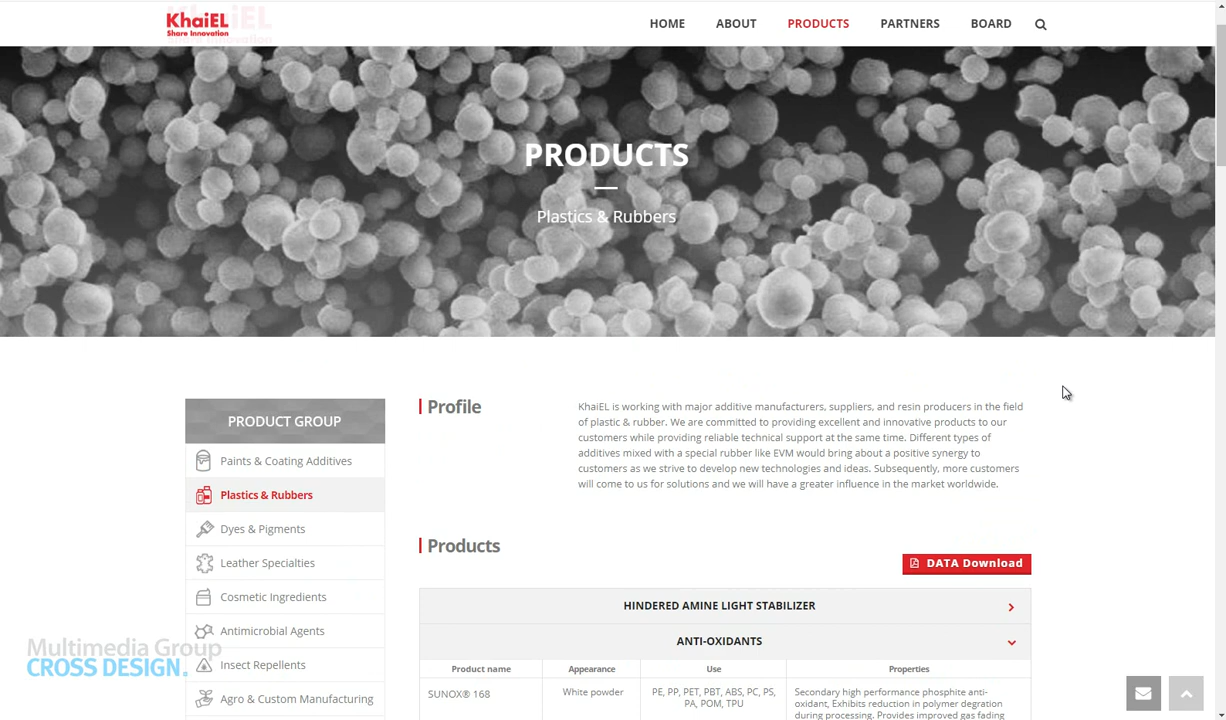 KhaiEL
Share Innovation
HOME
ABOUT
PRODUCTS
PARTNERS
BOARD
PRODUCTS
Plastics & Rubbers
PRODUCT GROUP
Paints & Coating Additives
Plastics & Rubbers
Dyes & Pigments
Leather Specialties
Cosmetic Ingredients
Antimicrobial Agents
Insect Repellents
Agro & Custom Manufacturing
Profile
KhaiEL is working with major additive manufacturers, suppliers, and resin producers in the field
of plastic & rubber. We are committed to providing excellent and innovative products to our
customers while providing reliable technical support at the same time. Different types of
additives mixed with a special rubber like EVM would bring about a positive synergy to
customers as we strive to develop new technologies and ideas. Subsequently, more customers
will come to us for solutions and we will have a greater influence in the market worldwide.
Products
DATA Download
HINDERED AMINE LIGHT STABILIZER
ANTI-OXIDANTS
Product name
Appearance
Use
Properties
SUNOX® 168
White powder
PE, PP, PET, PBT, ABS, PC, PS,
PA, POM, TPU
Secondary high performance phosphite anti-
oxidant, Exhibits reduction in polymer degration
during processing. Provides improved gas fading
Multimedia Group
CROSS DESIGN.